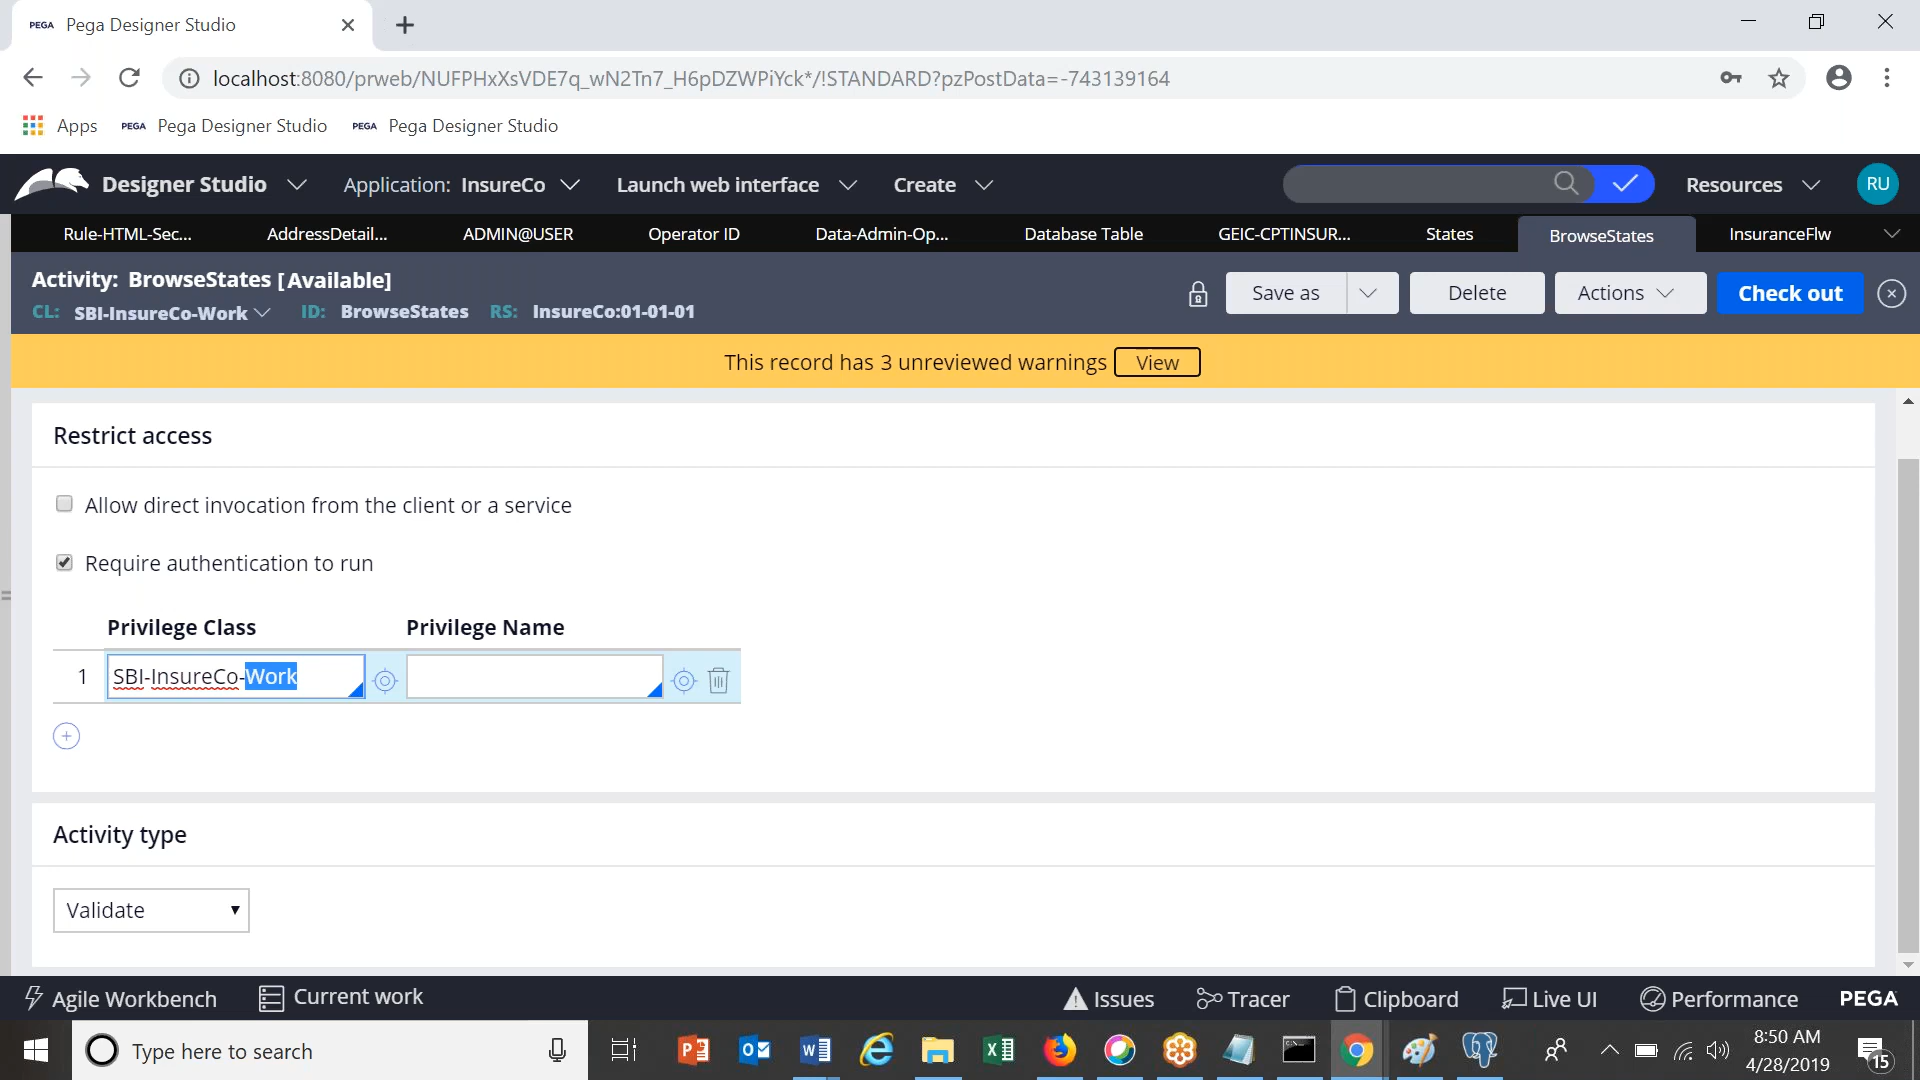 PEGA Pega Designer Studio
localhost:8080/prweb/NUFPHxXsVDE7q_wN2Tn7_H6pDZWPiYck*/!STANDARD?pzPostData=-743139164
Apps PEGA Pega Designer Studio PEGA Pega Designer Studio
Designer Studio Application: InsureCo Launch web interface Create Resources RU
Rule-HTML-Sec... AddressDetail... ADMIN@USER Operator ID Data-Admin-Op... Database Table GEIC-CPTINSUR... States BrowseStates InsuranceFlw
Activity: BrowseStates [Available]
CL: SBI-InsureCo-Work ID: BrowseStates RS: InsureCo:01-01-01
Save as Delete Actions Check out
This record has 3 unreviewed warnings View
Restrict access
Allow direct invocation from the client or a service
Require authentication to run
Privilege Class Privilege Name
1 SBI-InsureCo-Work
Activity type
Validate
Agile Workbench Current work Issues Tracer Clipboard Live UI Performance PEGA
Type here to search
8:50 AM
4/28/2019
15